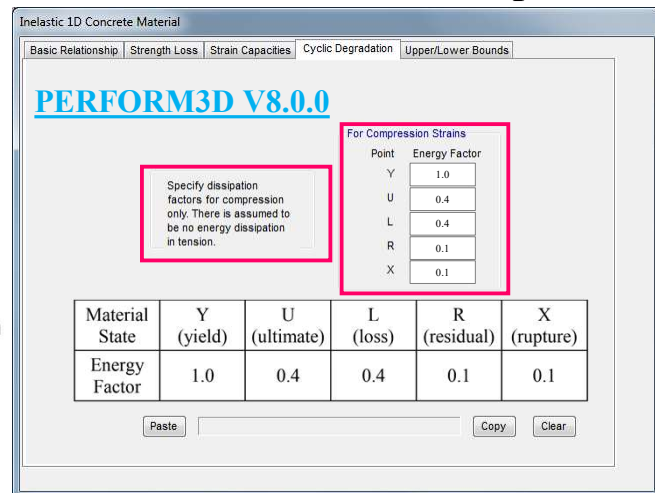 Inelastic 1D Concrete Material
Basic Relationship Strength Loss Strain Capacities Cyclic Degradation Upper/Lower Bounds
PERFORM3D V8.0.0
For Compression Strains
Point Energy Factor
Y 1.0
U 0.4
L 0.4
R 0.1
X 0.1
Specify dissipation
factors for compression
only. There is assumed to
be no energy dissipation
in tension.
Material State Y (yield) U (ultimate) L (loss) R (residual) X (rupture)
Energy Factor 1.0 0.4 0.4 0.1 0.1
Paste Copy Clear